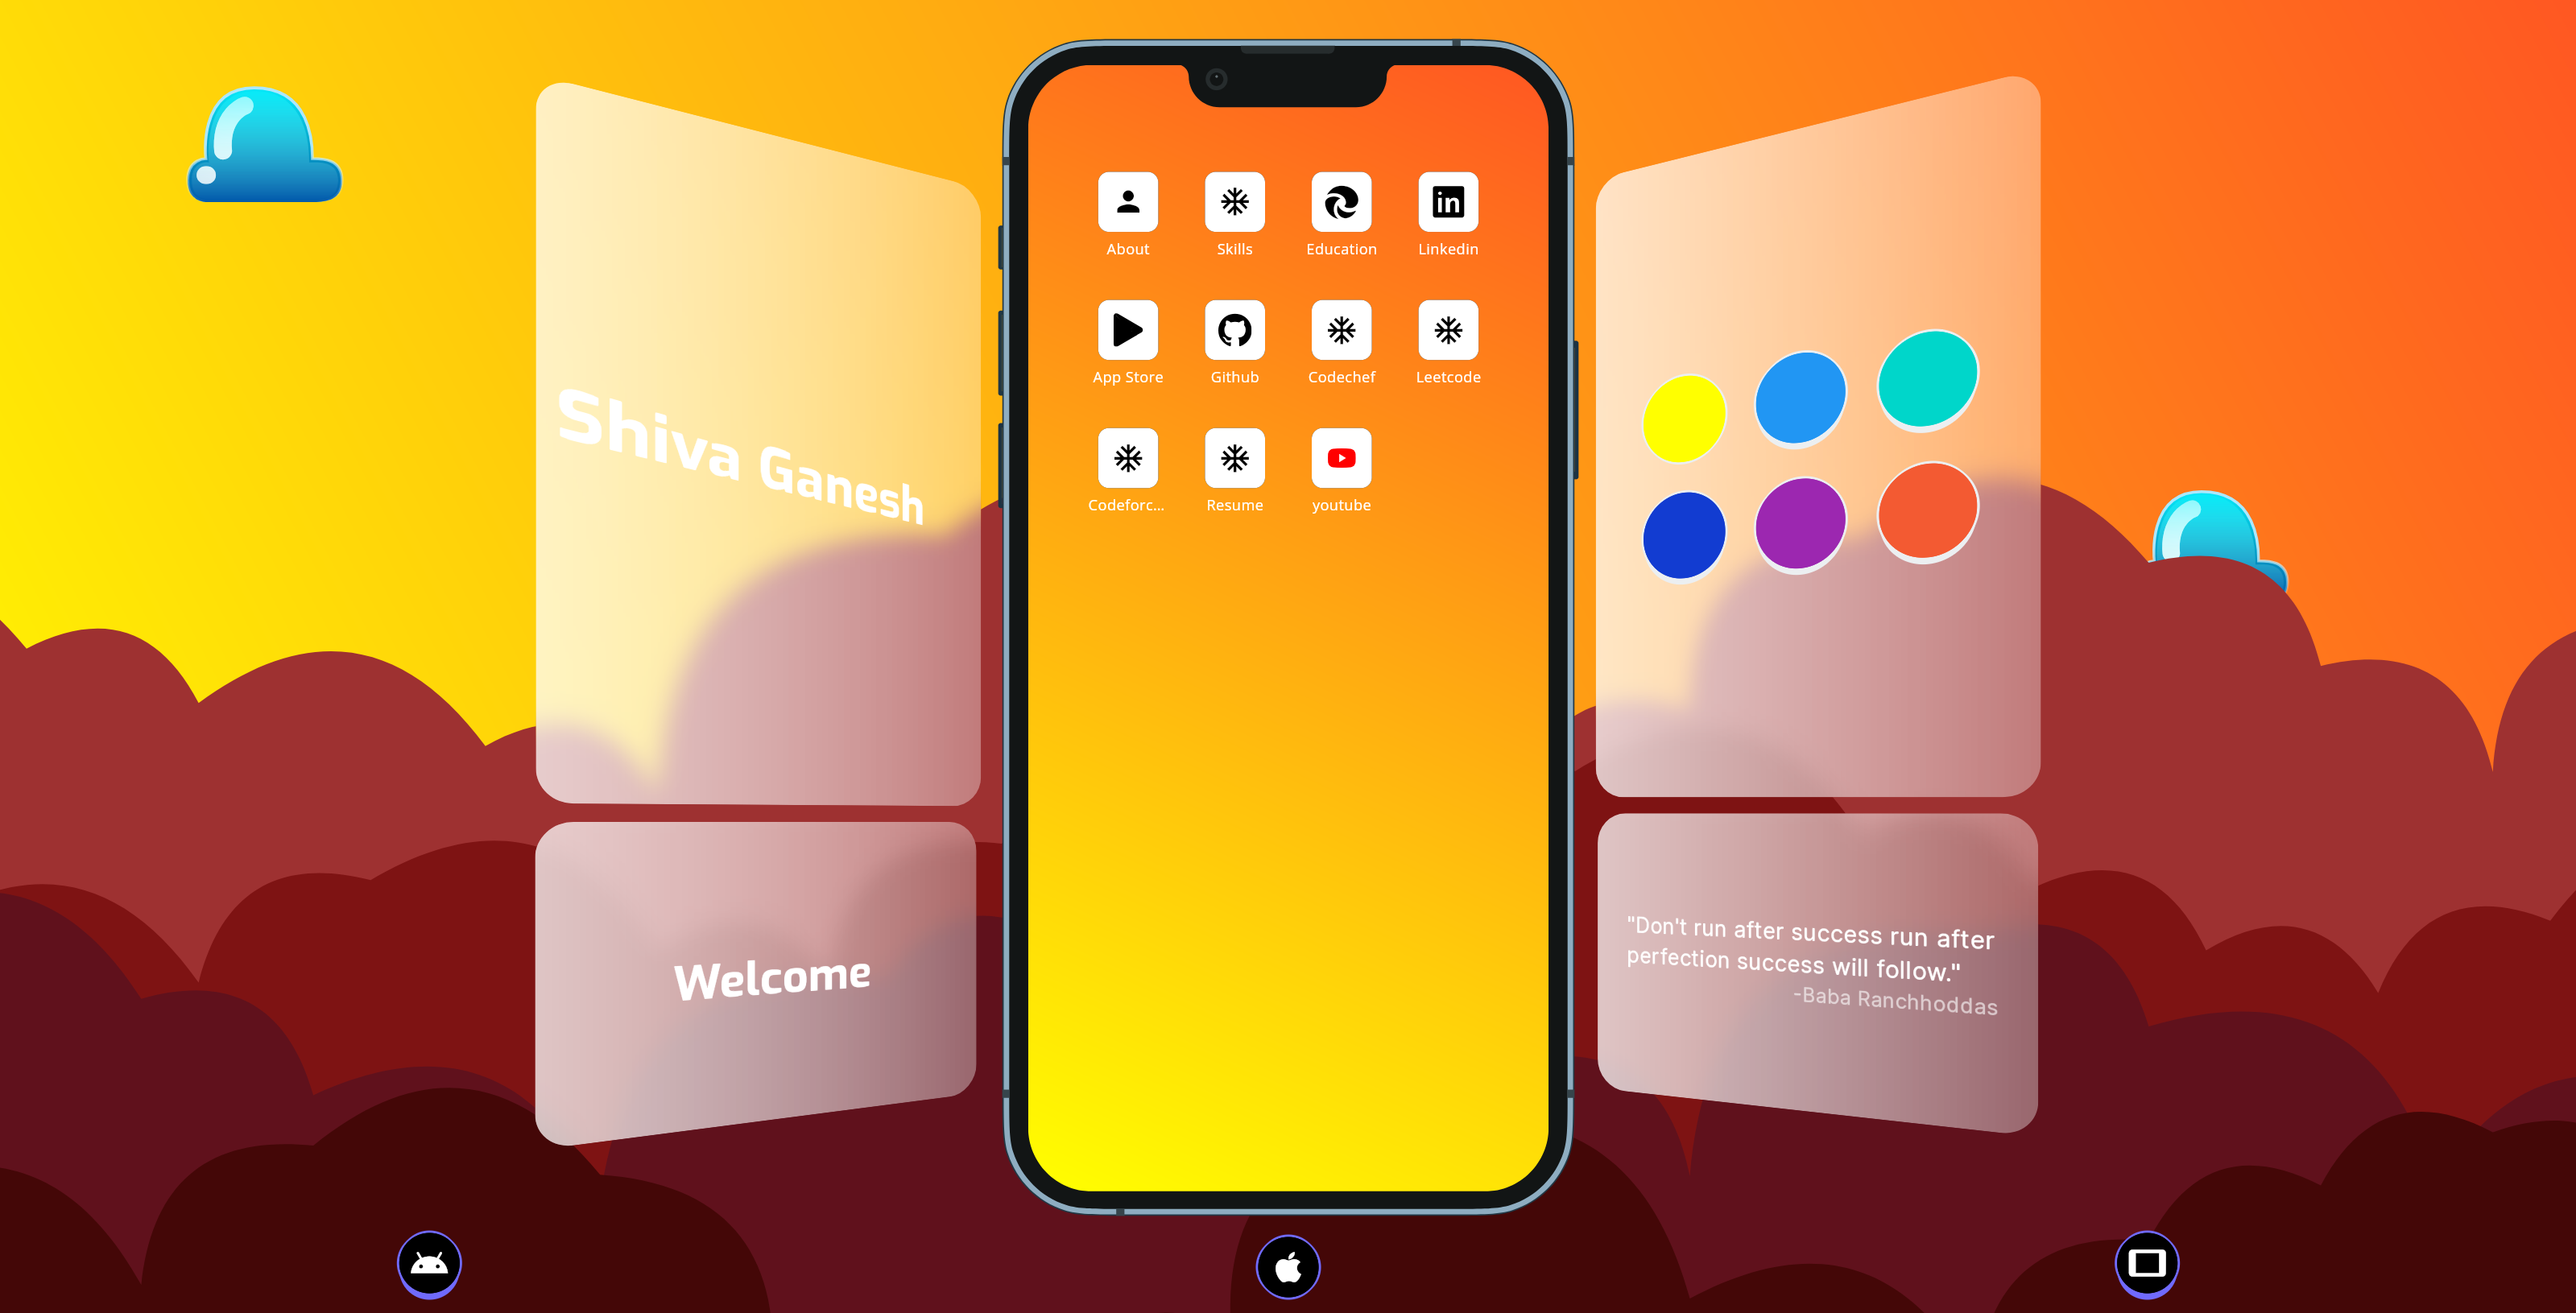 Shiva Ganesh
Welcome
About
Skills
Education
Linkedin
App Store
Github
Codechef
Leetcode
Codeforc...
Resume
youtube
"Don't run after success run after
perfection success will follow."
-Baba Ranchhoddas